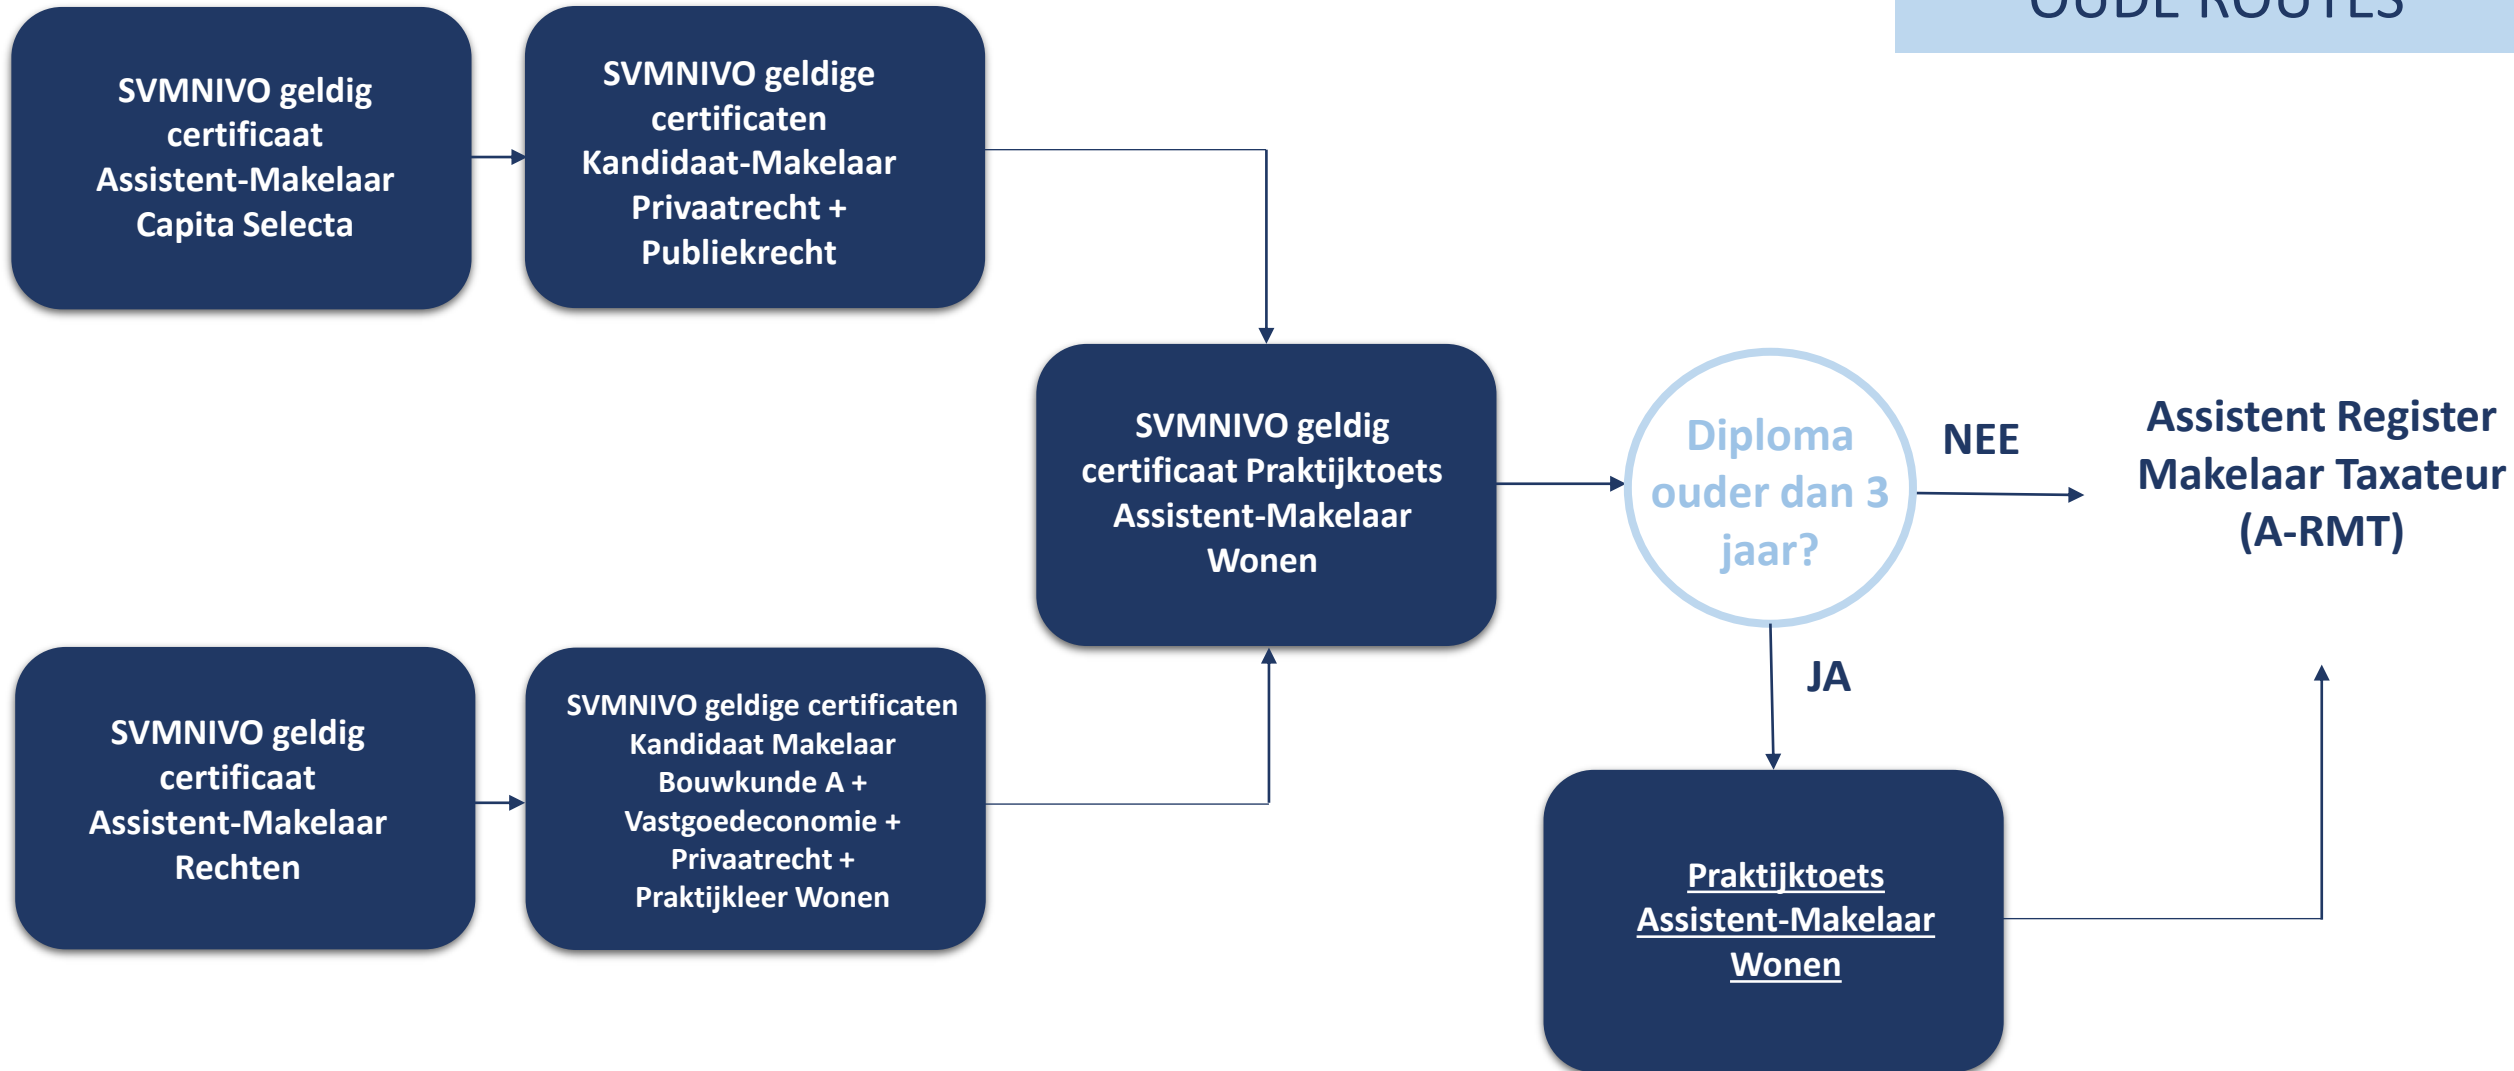 OUDE ROUTES
SVMNIVO geldig
certificaat
Assistent-Makelaar
Capita Selecta
SVMNIVO geldige
certificaten
Kandidaat-Makelaar
Privaatrecht +
Publiekrecht
SVMNIVO geldig
certificaat Praktijktoets
Assistent-Makelaar
Wonen
Diploma
ouder dan 3
jaar?
NEE
Assistent Register
Makelaar Taxateur
(A-RMT)
JA
SVMNIVO geldig
certificaat
Assistent-Makelaar
Rechten
SVMNIVO geldige certificaten
Kandidaat Makelaar
Bouwkunde A +
Vastgoedeconomie +
Privaatrecht +
Praktijkleer Wonen
Praktijktoets
Assistent-Makelaar
Wonen